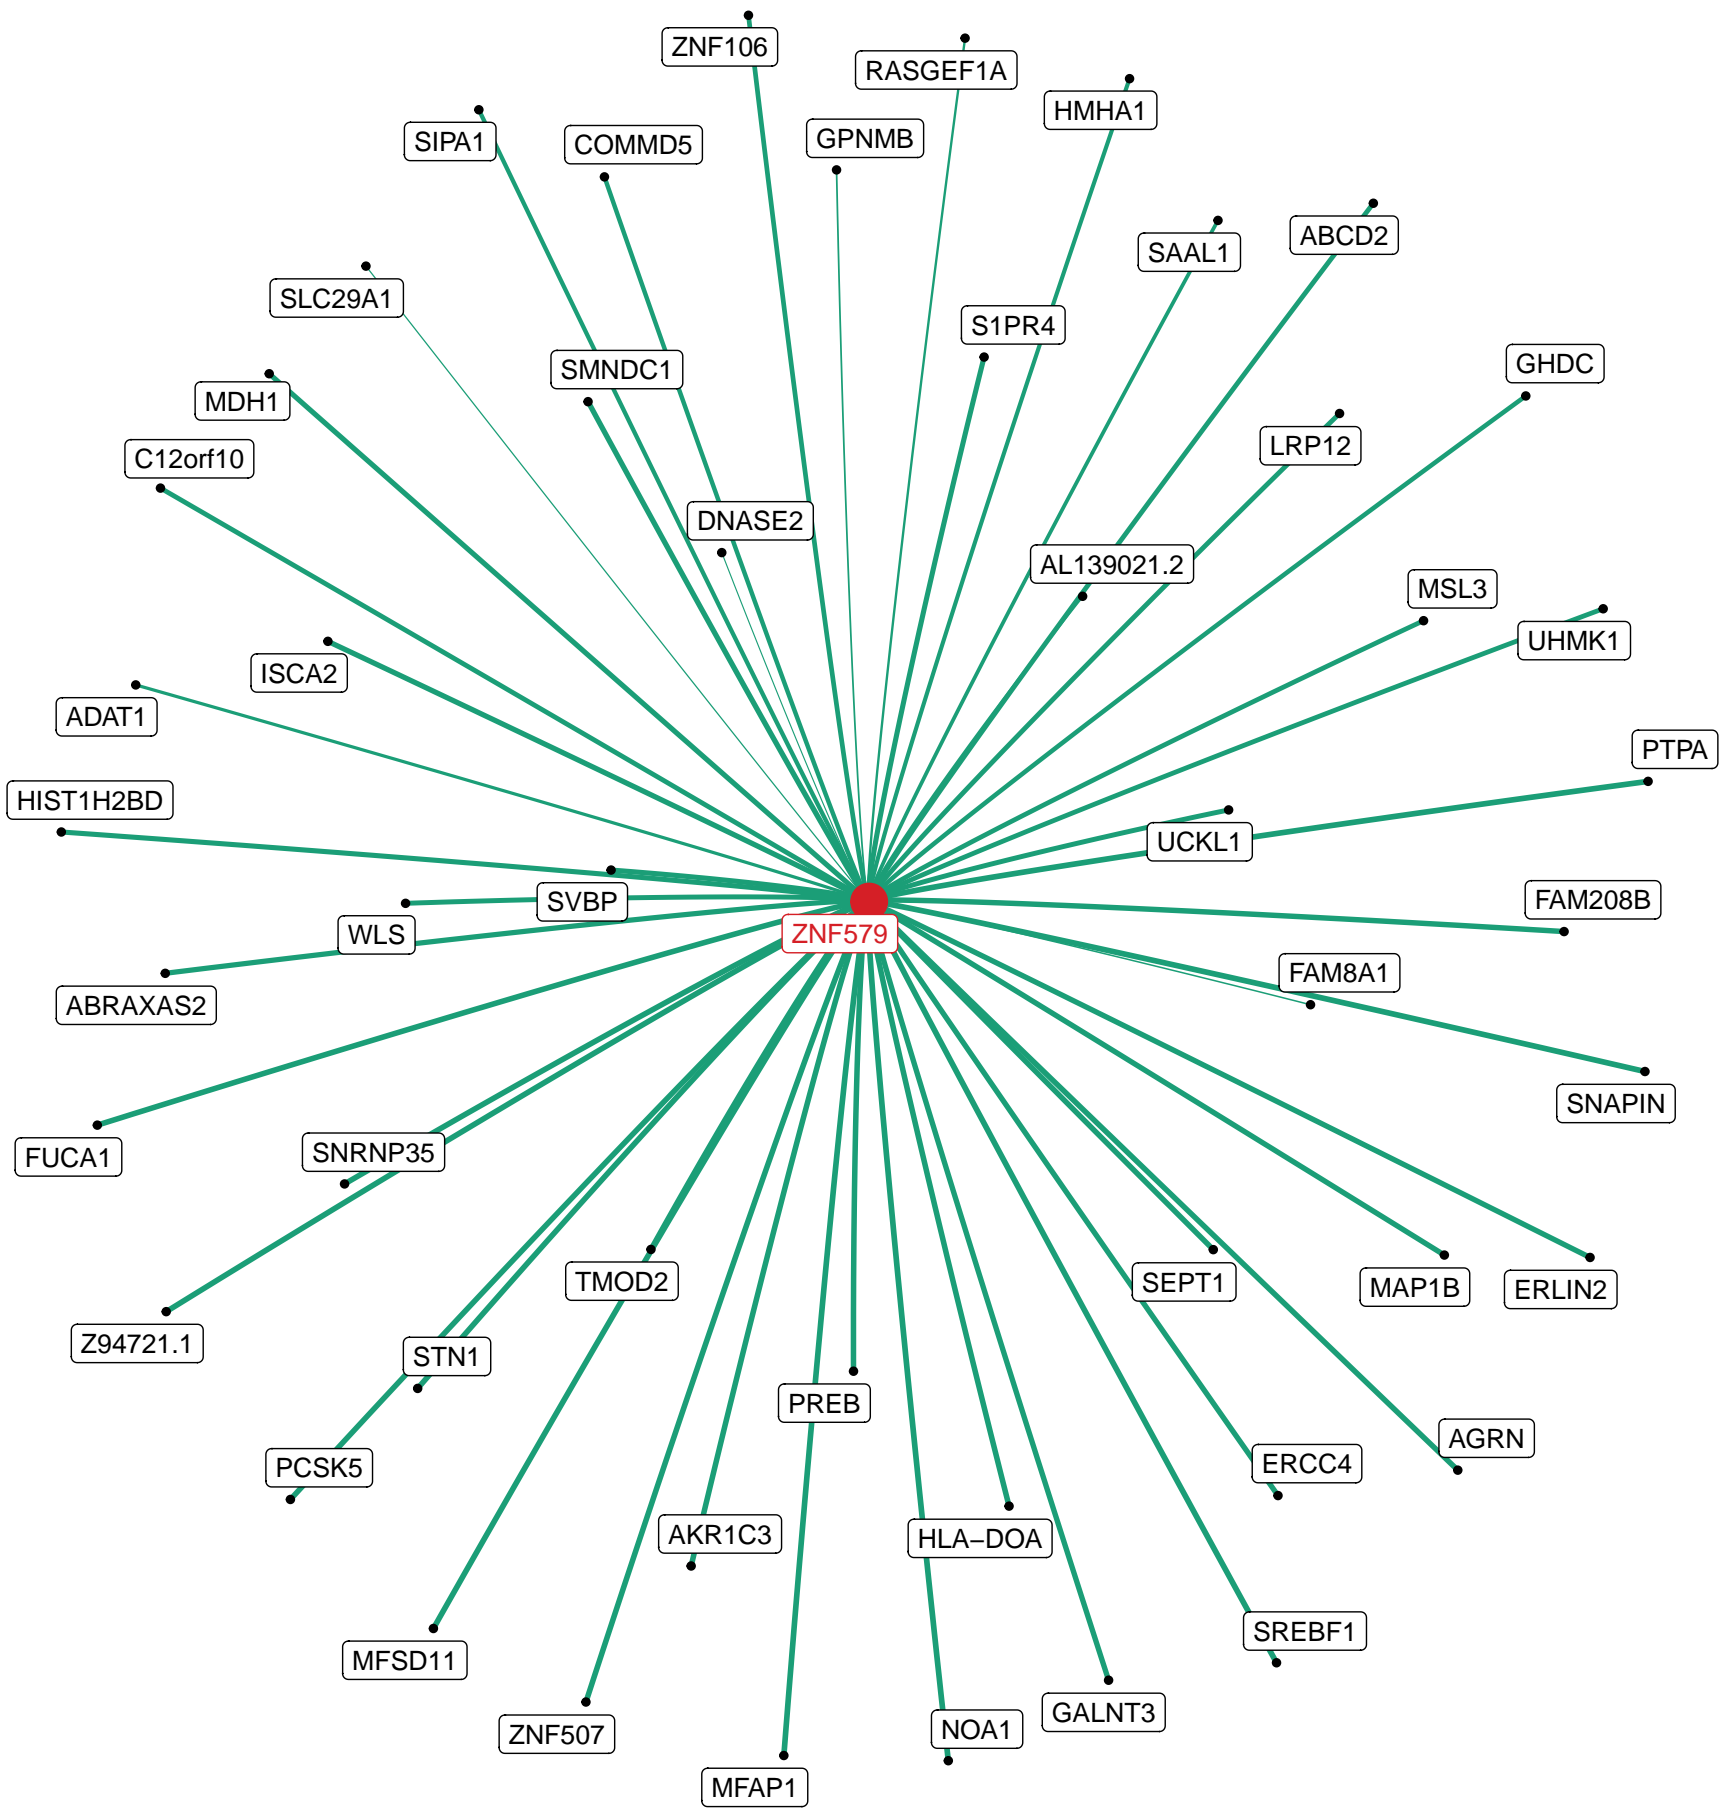 ZNF106
RASGEF1A
HMHA1
SIPA1
COMMD5
GPNMB
ABCD2
SAAL1
SLC29A1
S1PR4
GHDC
SMNDC1
MDH1
LRP12
C12orf10
DNASE2
AL139021.2
MSL3
UHMK1
ISCA2
ADAT1
PTPA
HIST1H2BD
UCKL1
SVBP
FAM208B
WLS
ZNF579
FAM8A1
ABRAXAS2
SNAPIN
SNRNP35
FUCA1
TMOD2
SEPT1
MAP1B
ERLIN2
Z94721.1
STN1
PREB
AGRN
PCSK5
ERCC4
AKR1C3
HLA−DOA
SREBF1
MFSD11
GALNT3
NOA1
ZNF507
MFAP1